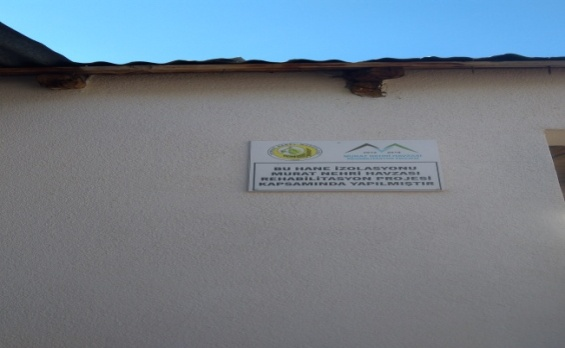 BU HANE İZOLASYONU
MURAT NEHRİ HAVZASI
REHABİLİTASYON PROJESİ
KAPSAMINDA YAPILMIŞTIR